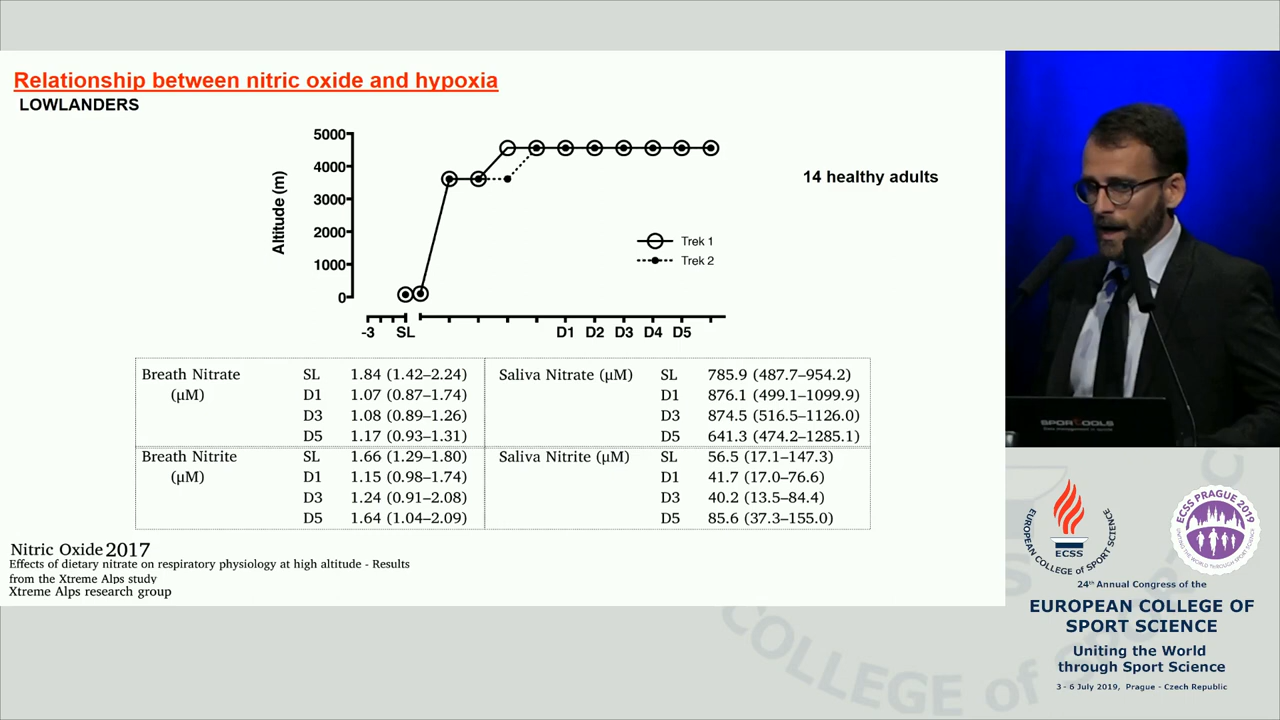 Relationship between nitric oxide and hypoxia
LOWLANDERS
5000
4000
3000
2000
1000
0
Altitude (m)
-3 SL D1 D2 D3 D4 D5
Trek 1
Trek 2
14 healthy adults
Breath Nitrate SL 1.84 (1.42–2.24) Saliva Nitrate (µM) SL 785.9 (487.7–954.2)
(µM) D1 1.07 (0.87–1.74) D1 876.1 (499.1–1099.9)
D3 1.08 (0.89–1.26) D3 874.5 (516.5–1126.0)
D5 1.17 (0.93–1.31) D5 641.3 (474.2–1285.1)
Breath Nitrite SL 1.66 (1.29–1.80) Saliva Nitrite (µM) SL 56.5 (17.1–147.3)
(µM) D1 1.15 (0.98–1.74) D1 41.7 (17.0–76.6)
D3 1.24 (0.91–2.08) D3 40.2 (13.5–84.4)
D5 1.64 (1.04–2.09) D5 85.6 (37.3–155.0)
Nitric Oxide 2017
Effects of dietary nitrate on respiratory physiology at high altitude - Results
from the Xtreme Alps study
Xtreme Alps research group
EUROPEAN COLLEGE OF SPORT SCIENCE
ECSS
ECSS PRAGUE 2019
UNITING THE WORLD THROUGH SPORT SCIENCE
24th Annual Congress of the
EUROPEAN COLLEGE OF
SPORT SCIENCE
Uniting the World
through Sport Science
3 - 6 July 2019, Prague - Czech Republic
COLLEGE of